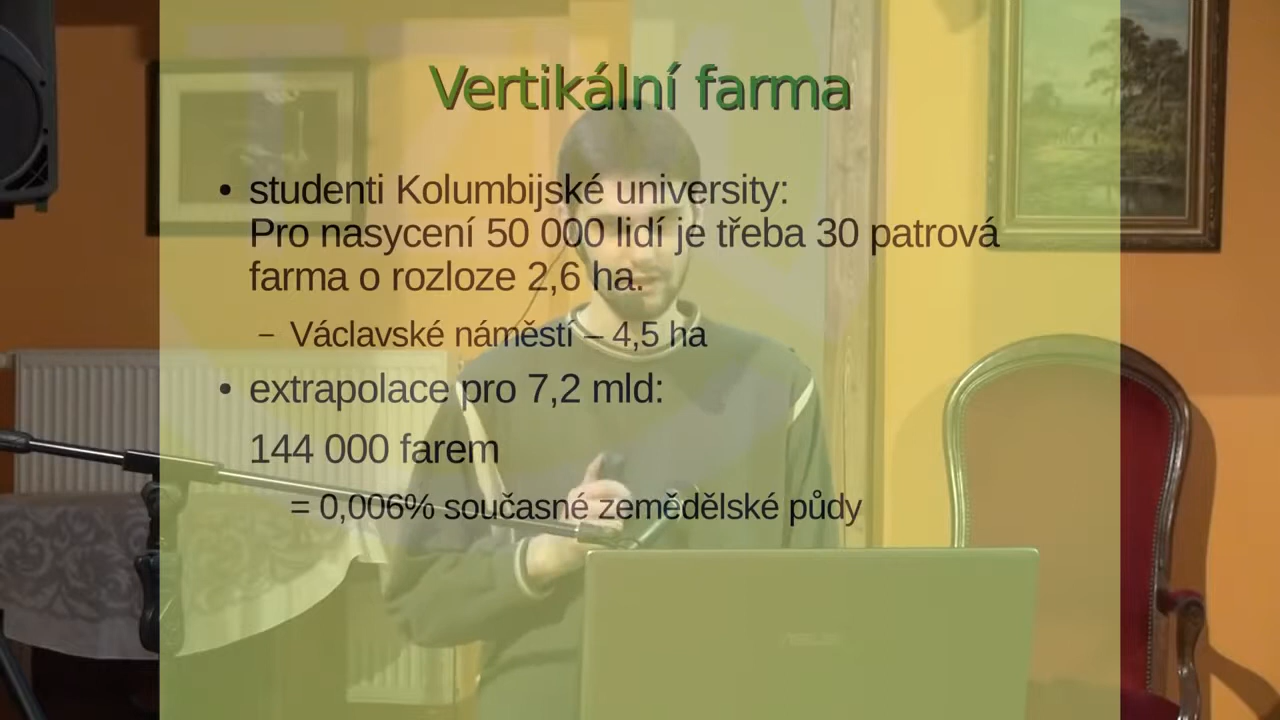 Vertikální farma
• studenti Kolumbijské university:
Pro nasycení 50 000 lidí je třeba 30 patrová
farma o rozloze 2,6 ha.
– Václavské náměstí – 4,5 ha
• extrapolace pro 7,2 mld:
144 000 farem
= 0,006% současné zemědělské půdy